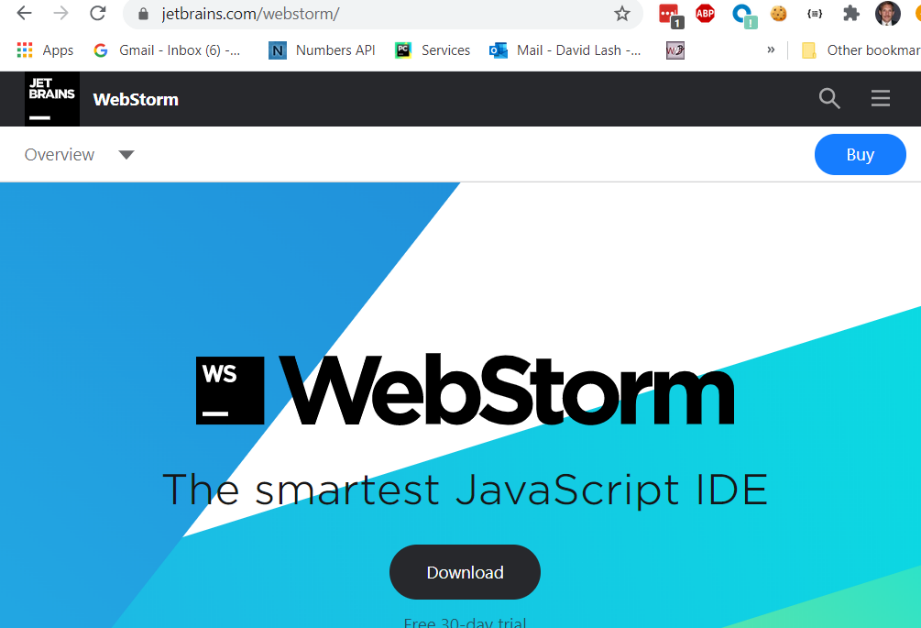 jetbrains.com/webstorm/
1
ABP
!
{=}
Apps
G
Gmail - Inbox (6) -...
N
Numbers API
PC
Services
Mail - David Lash -...
»
Other bookmar
JET
BRAINS
WebStorm
Overview
Buy
WS
WebStorm
The smartest JavaScript IDE
Download
Free 30-day trial